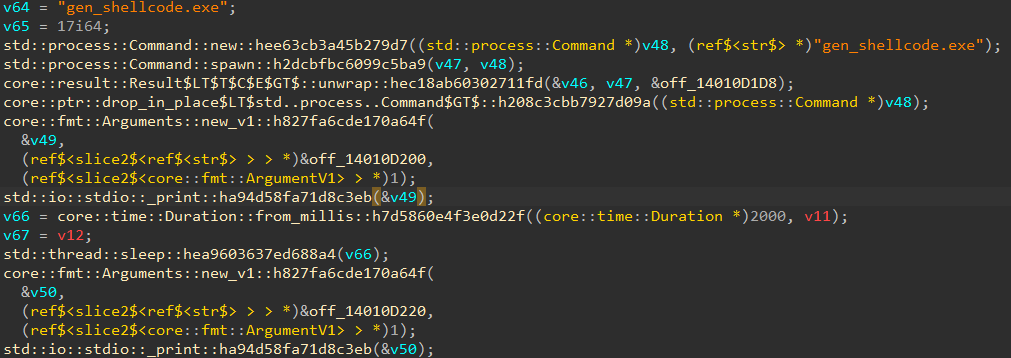 v64 = "gen_shellcode.exe";
v65 = 17i64;
std::process::Command::new::hee63cb3a45b279d7((std::process::Command *)v48, (ref$<str$> *)"gen_shellcode.exe");
std::process::Command::spawn::h2dcbfbc6099c5ba9(v47, v48);
core::result::Result$LT$T$C$E$GT$::unwrap::hec18ab60302711fd(&v46, v47, &off_14010D1D8);
core::ptr::drop_in_place$LT$std..process..Command$GT$::h208c3cbb7927d09a((std::process::Command *)v48);
core::fmt::Arguments::new_v1::h827fa6cde170a64f(
&v49,
(ref$<slice2$<ref$<str$> > > *)&off_14010D200,
(ref$<slice2$<core::fmt::ArgumentV1> > *)1);
std::io::stdio::_print::ha94d58fa71d8c3eb(&v49);
v66 = core::time::Duration::from_millis::h7d5860e4f3e0d22f((core::time::Duration *)2000, v11);
v67 = v12;
std::thread::sleep::hea9603637ed688a4(v66);
core::fmt::Arguments::new_v1::h827fa6cde170a64f(
&v50,
(ref$<slice2$<ref$<str$> > > *)&off_14010D220,
(ref$<slice2$<core::fmt::ArgumentV1> > *)1);
std::io::stdio::_print::ha94d58fa71d8c3eb(&v50);